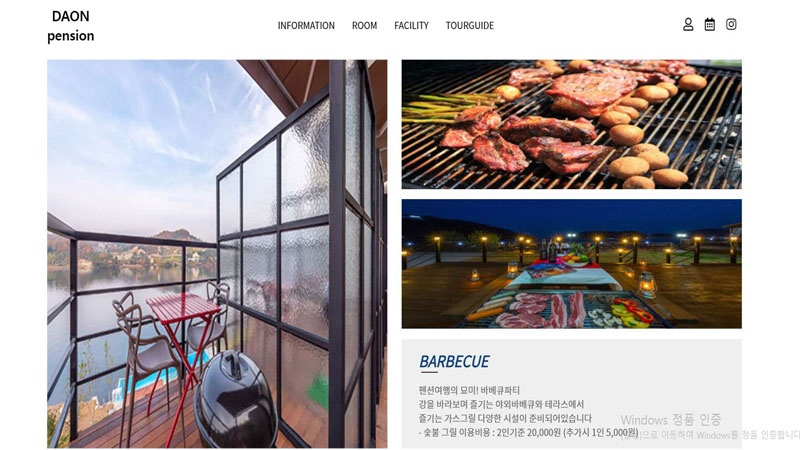 DAON
pension
INFORMATION ROOM FACILITY TOURGUIDE
BARBECUE
펜션여행의 묘미! 바베큐파티
강을 바라보며 즐기는 야외바베큐와 테라스에서
즐기는 가스그릴 다양한 시설이 준비되어있습니다
- 숯불 그릴 이용비용 : 2인기준 20,000원 (추가시 1인 5,000원)
Windows 정품 인증
으로 이동하여 Windows를 정품 인증합니다